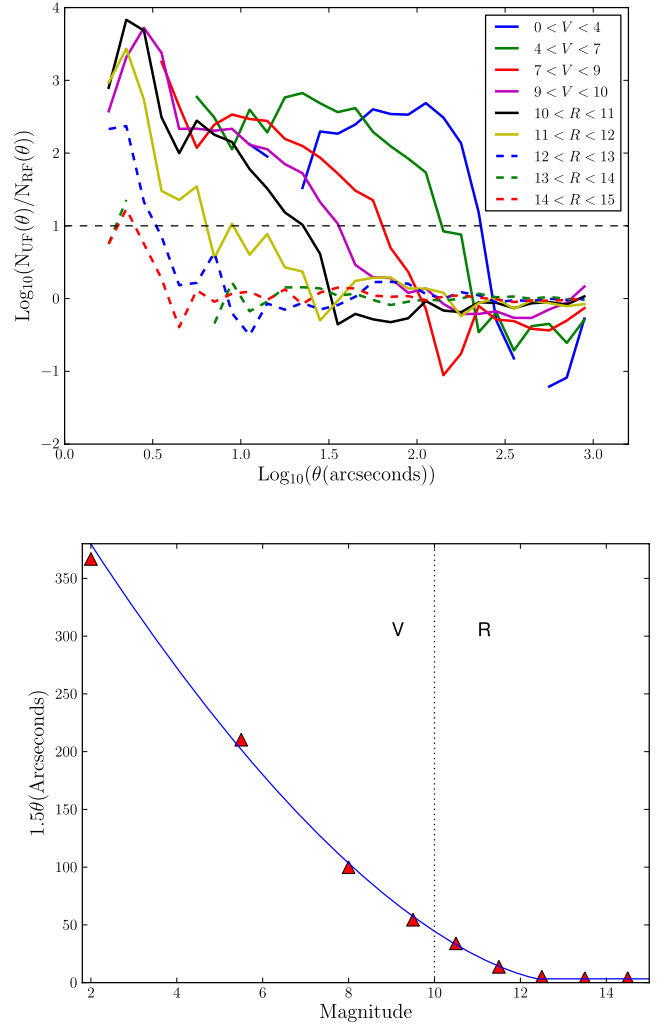 4
3
2
1
0
−1
−2
Log₁₀(N_UF(θ)/N_RF(θ))
0 < V < 4
4 < V < 7
7 < V < 9
9 < V < 10
10 < R < 11
11 < R < 12
12 < R < 13
13 < R < 14
14 < R < 15
0.0 0.5 1.0 1.5 2.0 2.5 3.0
Log₁₀(θ(arcseconds))
350
300
250
200
150
100
50
0
1.5θ(Arcseconds)
V R
2 4 6 8 10 12 14
Magnitude